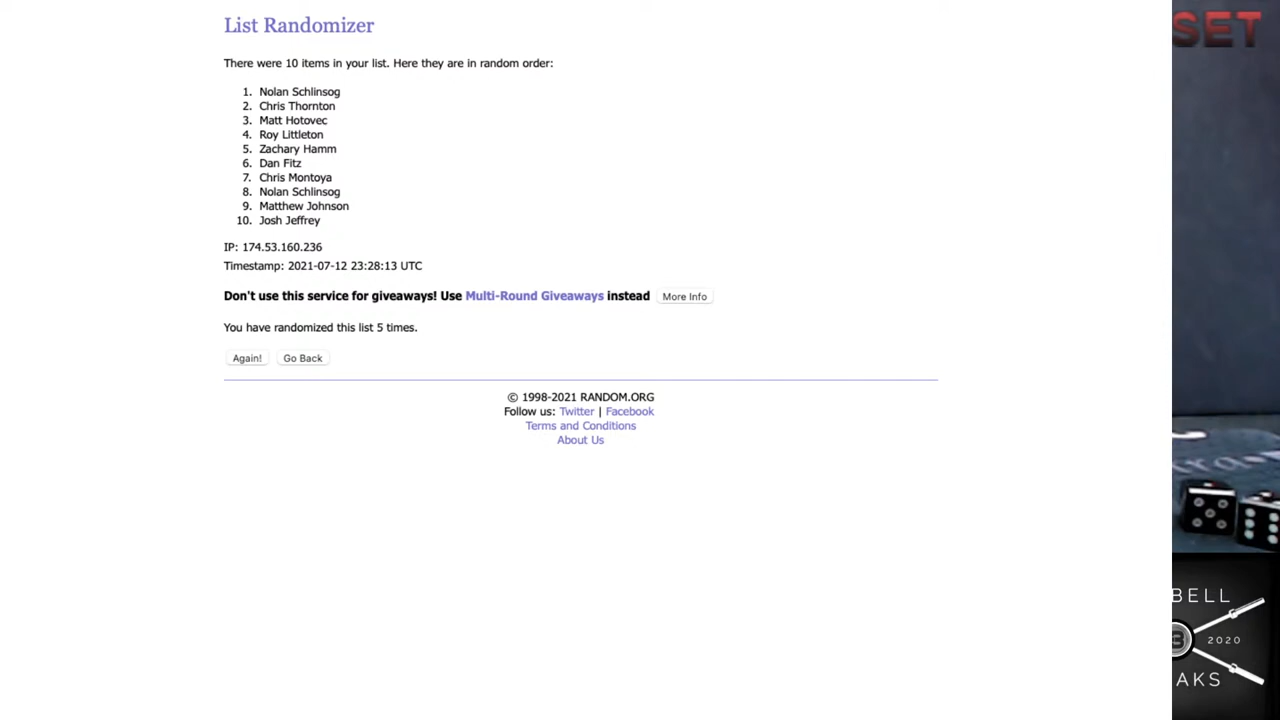 List Randomizer
There were 10 items in your list. Here they are in random order:
1. Nolan Schlinsog
2. Chris Thornton
3. Matt Hotovec
4. Roy Littleton
5. Zachary Hamm
6. Dan Fitz
7. Chris Montoya
8. Nolan Schlinsog
9. Matthew Johnson
10. Josh Jeffrey
IP: 174.53.160.236
Timestamp: 2021-07-12 23:28:13 UTC
Don't use this service for giveaways! Use Multi-Round Giveaways instead More Info
You have randomized this list 5 times.
Again! Go Back
© 1998-2021 RANDOM.ORG
Follow us: Twitter | Facebook
Terms and Conditions
About Us
SET
BELL
2020
AKS